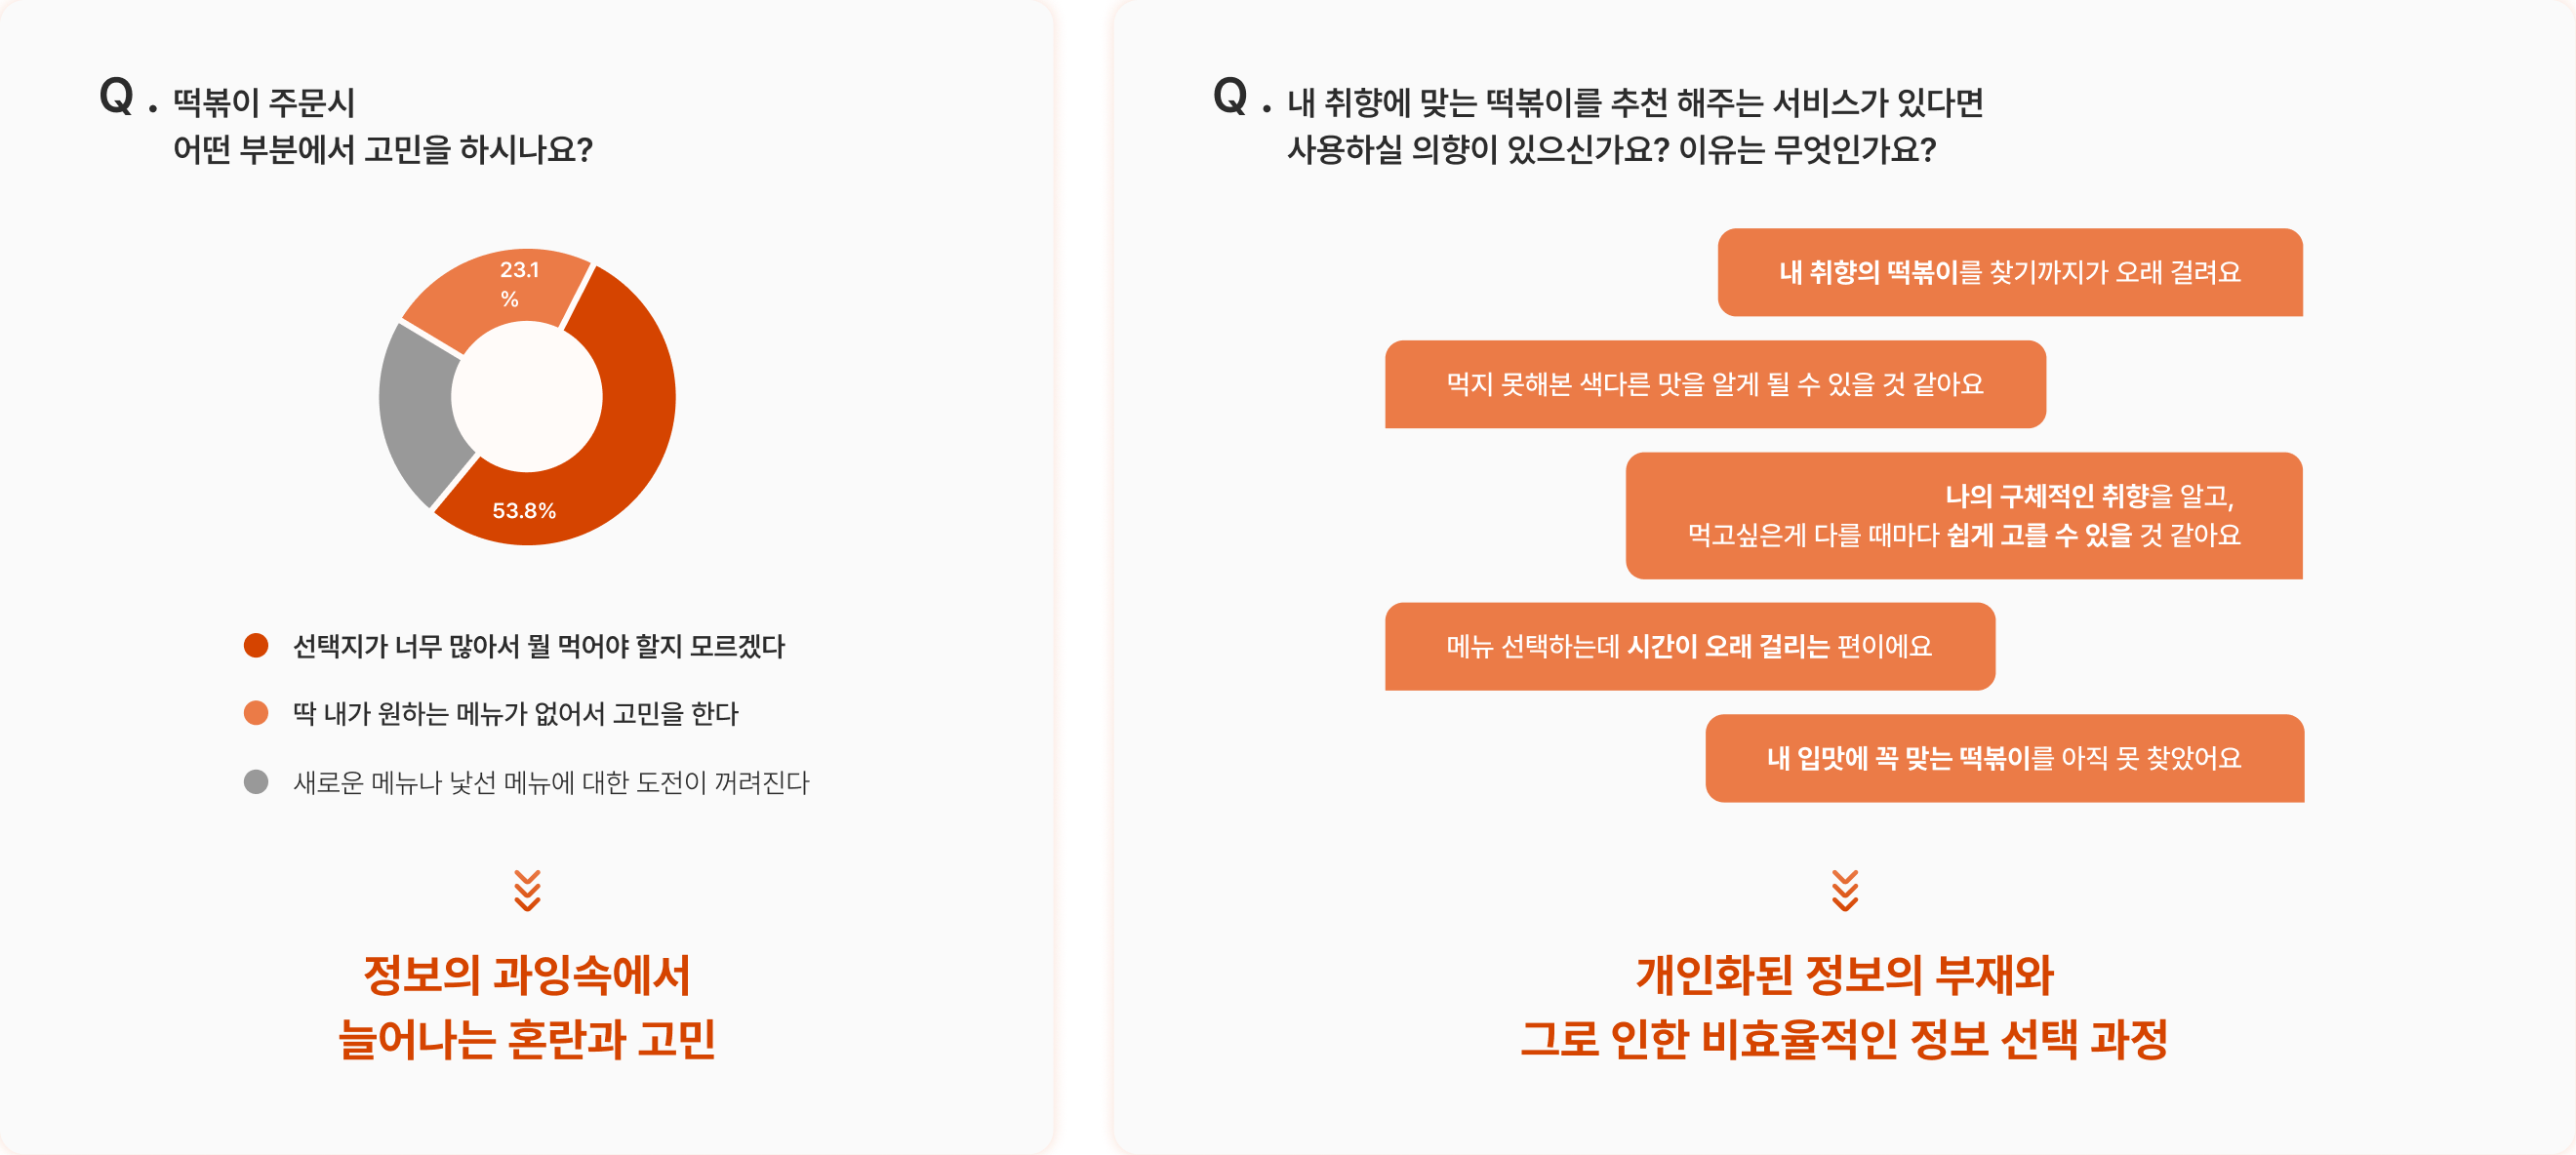 Q. 떡볶이 주문시
어떤 부분에서 고민을 하시나요?
23.1
%
53.8%
선택지가 너무 많아서 뭘 먹어야 할지 모르겠다
딱 내가 원하는 메뉴가 없어서 고민을 한다
새로운 메뉴나 낯선 메뉴에 대한 도전이 꺼려진다
정보의 과잉속에서
늘어나는 혼란과 고민
Q. 내 취향에 맞는 떡볶이를 추천 해주는 서비스가 있다면
사용하실 의향이 있으신가요? 이유는 무엇인가요?
내 취향의 떡볶이를 찾기까지가 오래 걸려요
먹지 못해본 색다른 맛을 알게 될 수 있을 것 같아요
나의 구체적인 취향을 알고,
먹고싶은게 다를 때마다 쉽게 고를 수 있을 것 같아요
메뉴 선택하는데 시간이 오래 걸리는 편이에요
내 입맛에 꼭 맞는 떡볶이를 아직 못 찾았어요
개인화된 정보의 부재와
그로 인한 비효율적인 정보 선택 과정